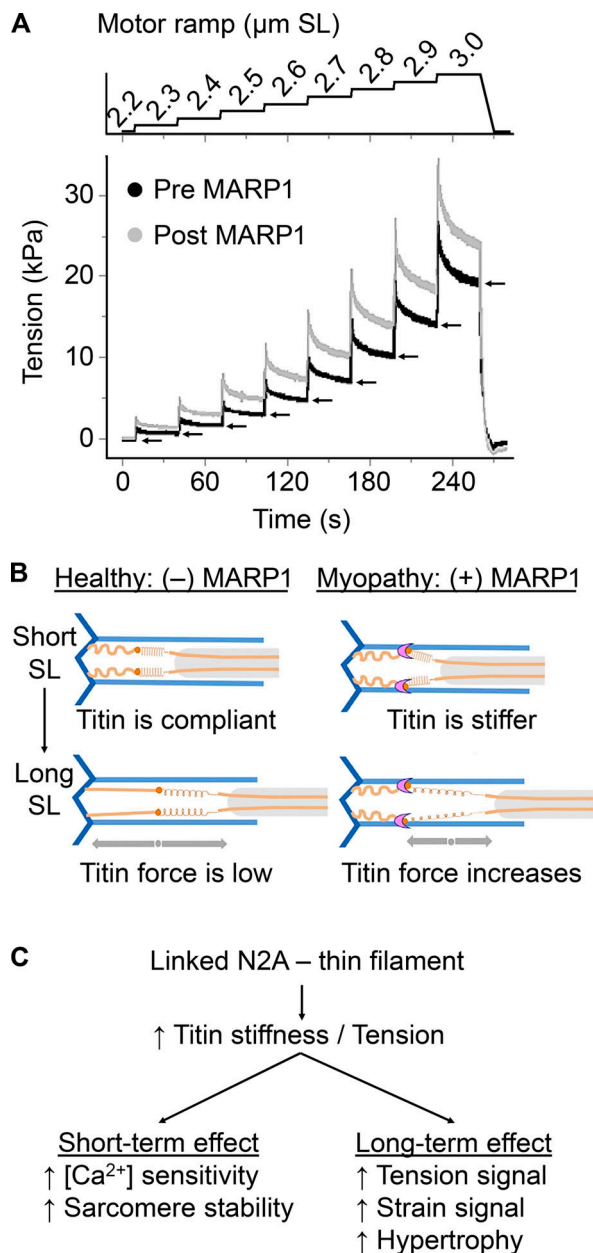 A
Motor ramp (µm SL)
2.2 2.3 2.4 2.5 2.6 2.7 2.8 2.9 3.0
Tension (kPa)
30
20
10
0
Pre MARP1
Post MARP1
0 60 120 180 240
Time (s)
B
Healthy: (–) MARP1
Myopathy: (+) MARP1
Short
SL
Titin is compliant
Titin is stiffer
Long
SL
Titin force is low
Titin force increases
C
Linked N2A – thin filament
↑ Titin stiffness / Tension
Short-term effect
↑ [Ca²⁺] sensitivity
↑ Sarcomere stability
Long-term effect
↑ Tension signal
↑ Strain signal
↑ Hypertrophy